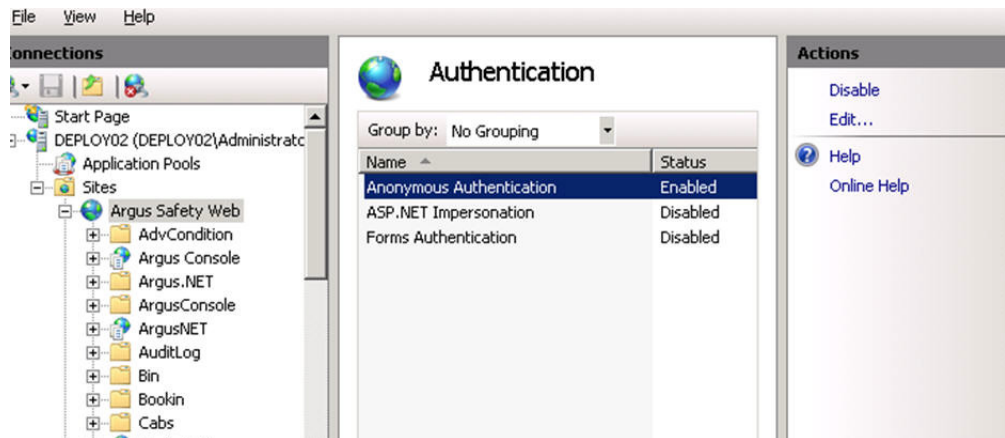 File View Help
onnections
Start Page
DEPLOY02 (DEPLOY02\Administratc
Application Pools
Sites
Argus Safety Web
AdvCondition
Argus Console
Argus.NET
ArgusConsole
ArgusNET
AuditLog
Bin
Bookin
Cabs
Authentication
Group by: No Grouping
Name Status
Anonymous Authentication Enabled
ASP.NET Impersonation Disabled
Forms Authentication Disabled
Actions
Disable
Edit...
Help
Online Help